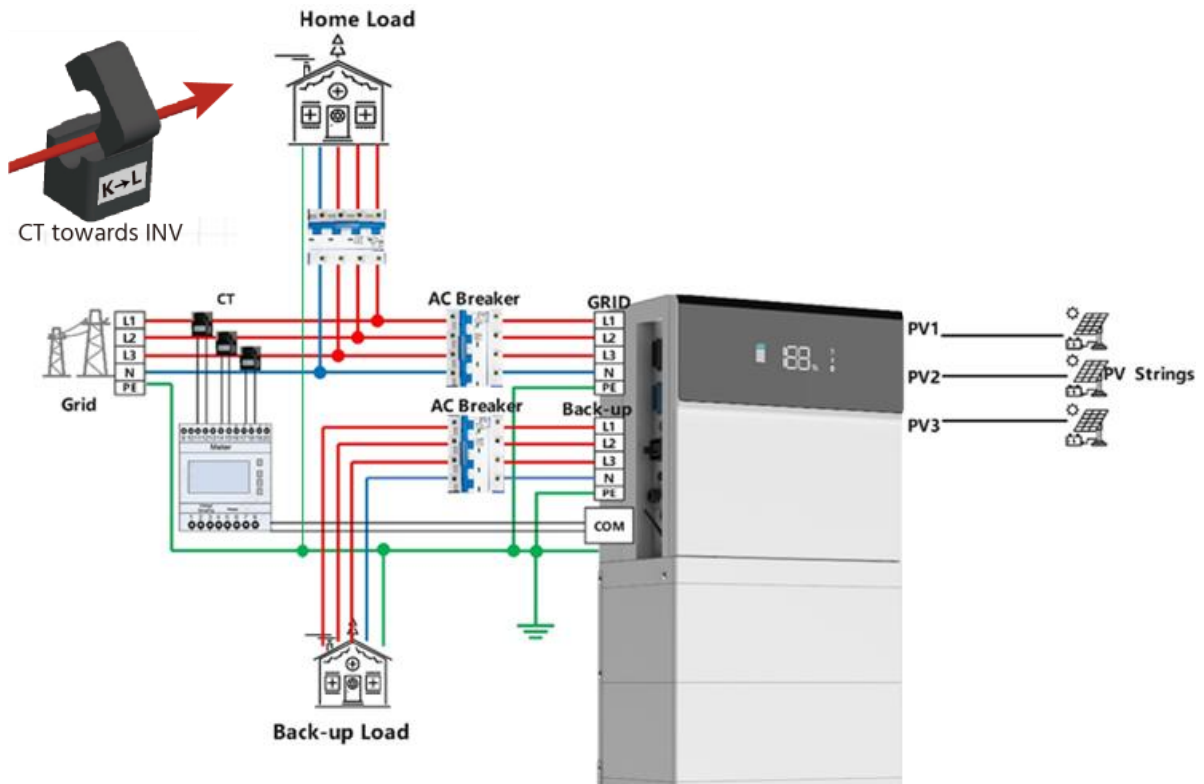 Home Load
K→L
CT towards INV
CT
AC Breaker
GRID
L1
L2
L3
N
PE
Grid
L1
L2
L3
N
PE
PV1
PV2
PV3
PV Strings
AC Breaker
Back-up
L1
L2
L3
N
PE
Meter
COM
Back-up Load